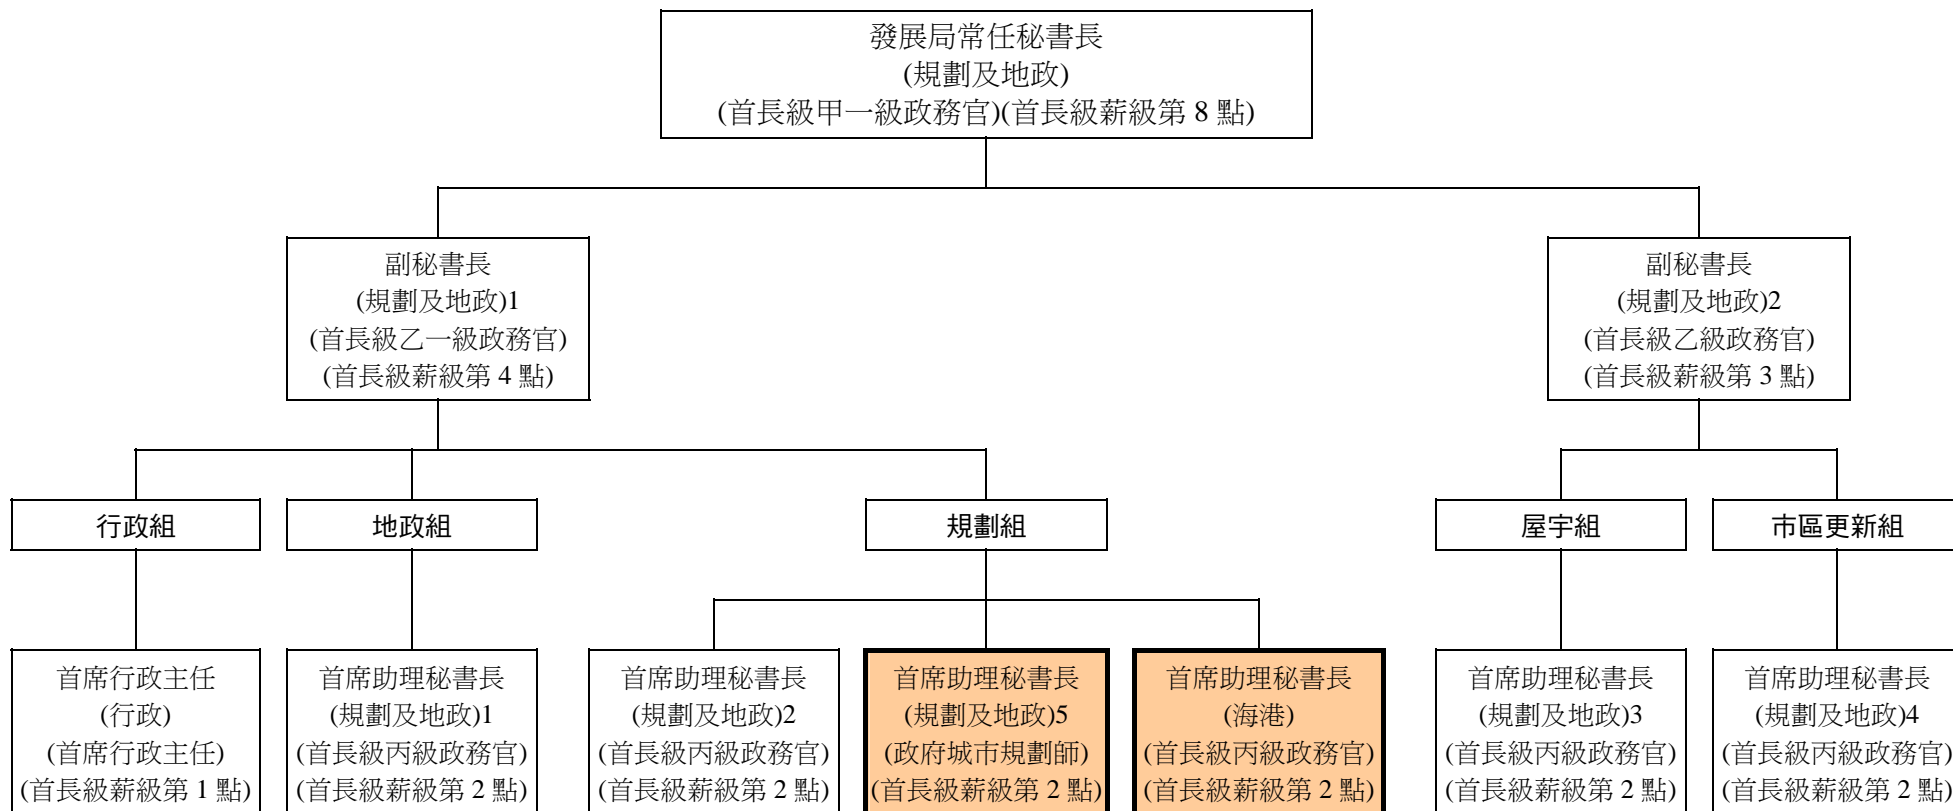 發展局常任秘書長
(規劃及地政)
(首長級甲一級政務官)(首長級薪級第 8 點)
副秘書長
(規劃及地政)1
(首長級乙一級政務官)
(首長級薪級第 4 點)
副秘書長
(規劃及地政)2
(首長級乙級政務官)
(首長級薪級第 3 點)
行政組
地政組
規劃組
屋宇組
市區更新組
首席行政主任
(行政)
(首席行政主任)
(首長級薪級第 1 點)
首席助理秘書長
(規劃及地政)1
(首長級丙級政務官)
(首長級薪級第 2 點)
首席助理秘書長
(規劃及地政)2
(首長級丙級政務官)
(首長級薪級第 2 點)
首席助理秘書長
(規劃及地政)5
(政府城市規劃師)
(首長級薪級第 2 點)
首席助理秘書長
(海港)
(首長級丙級政務官)
(首長級薪級第 2 點)
首席助理秘書長
(規劃及地政)3
(首長級丙級政務官)
(首長級薪級第 2 點)
首席助理秘書長
(規劃及地政)4
(首長級丙級政務官)
(首長級薪級第 2 點)